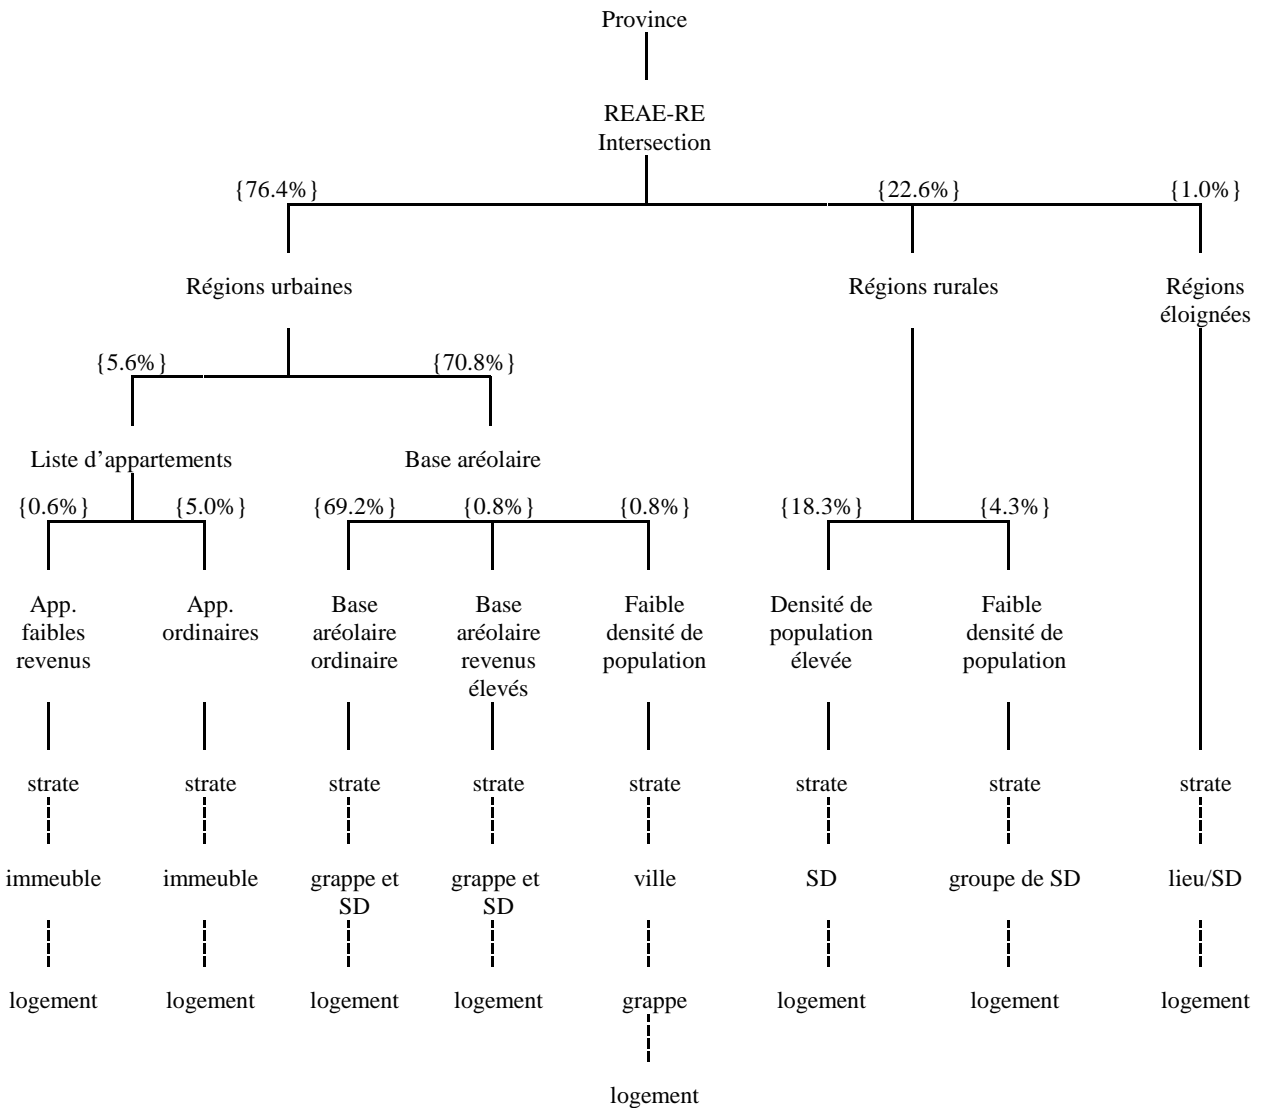 Province
REAE-RE
Intersection
{76.4%} {22.6%} {1.0%}
Régions urbaines Régions rurales Régions
éloignées
{5.6%} {70.8%}
Liste d’appartements Base aréolaire
{0.6%} {5.0%} {69.2%} {0.8%} {0.8%} {18.3%} {4.3%}
App. App. Base Base Faible Densité de Faible
faibles ordinaires aréolaire aréolaire densité de population densité de
revenus ordinaire revenus population élevée population
élevés
strate strate strate strate strate strate strate strate
immeuble immeuble grappe et grappe et ville SD groupe de SD lieu/SD
SD SD
logement logement logement logement grappe logement logement logement
logement